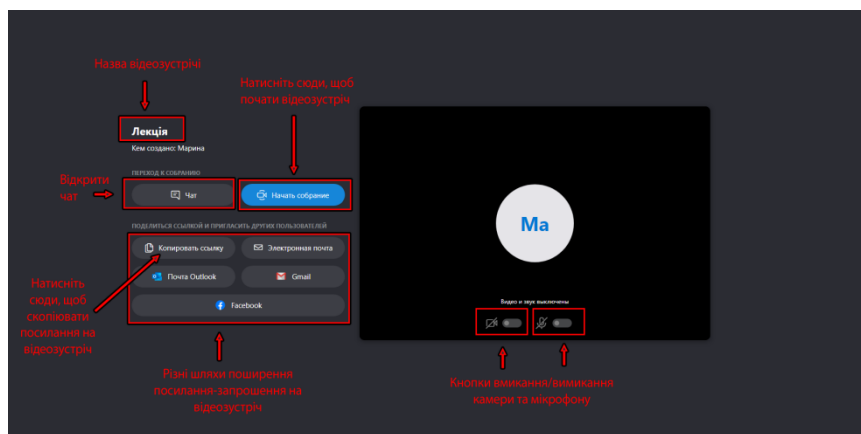 Назва відеозустрічі
Натисніть сюди, щоб
почати відеозустріч
Лекція
Кем создано: Марина
ПЕРЕХОД К СОБРАНИЮ
Відкрити
чат
Чат
Начать собрание
ПОДЕЛИТЬСЯ ССЫЛКОЙ И ПРИГЛАСИТЬ ДРУГИХ ПОЛЬЗОВАТЕЛЕЙ
Копировать ссылку
Электронная почта
Почта Outlook
Gmail
Facebook
Натисніть
сюди, щоб
скопіювати
посилання на
відеозустріч
Різні шляхи поширення
посилання-запрошення на
відеозустріч
Ma
Видео и звук выключены
Кнопки вмикання/вимикання
камери та мікрофону